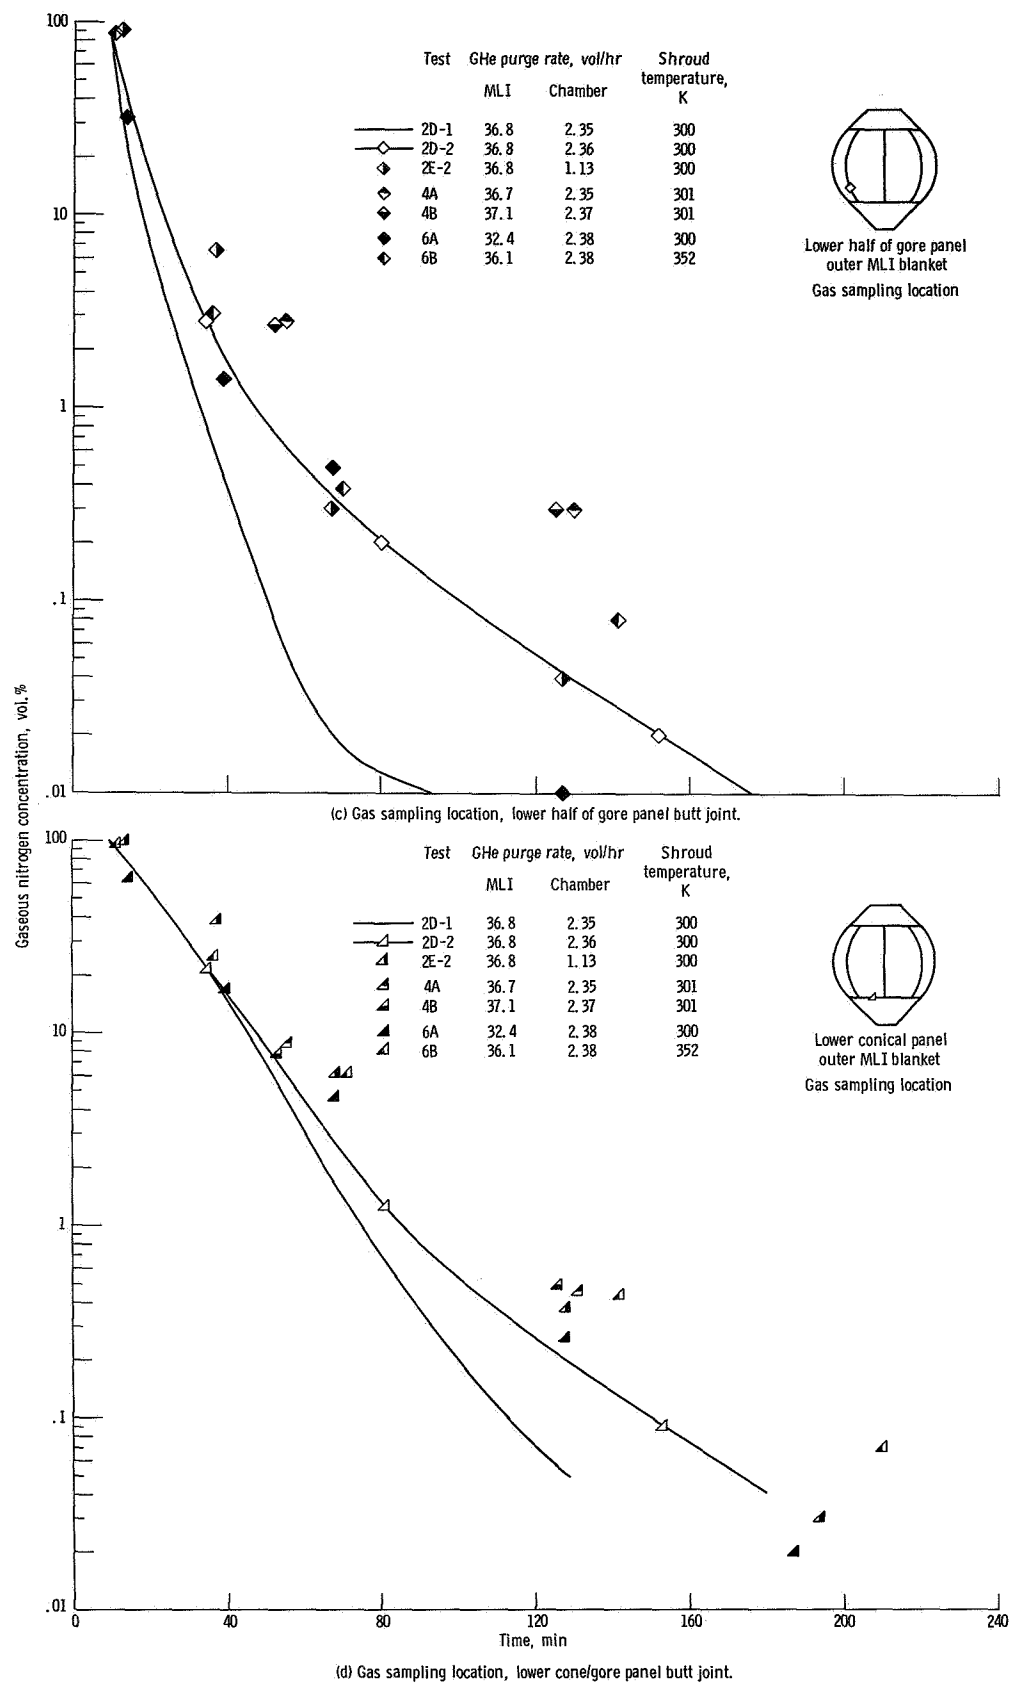 Gaseous nitrogen concentration, vol.%
100
10
1
.1
.01
Test GHe purge rate, vol/hr Shroud
temperature,
K
MLI Chamber
2D-1 36.8 2.35 300
2D-2 36.8 2.36 300
2E-2 36.8 1.13 300
4A 36.7 2.35 301
4B 37.1 2.37 301
6A 32.4 2.38 300
6B 36.1 2.38 352
Lower half of gore panel
outer MLI blanket
Gas sampling location
(c) Gas sampling location, lower half of gore panel butt joint.
100
10
1
.1
.01
Test GHe purge rate, vol/hr Shroud
temperature,
K
MLI Chamber
2D-1 36.8 2.35 300
2D-2 36.8 2.36 300
2E-2 36.8 1.13 300
4A 36.7 2.35 301
4B 37.1 2.37 301
6A 32.4 2.38 300
6B 36.1 2.38 352
Lower conical panel
outer MLI blanket
Gas sampling location
0 40 80 120 160 200 240
Time, min
(d) Gas sampling location, lower cone/gore panel butt joint.